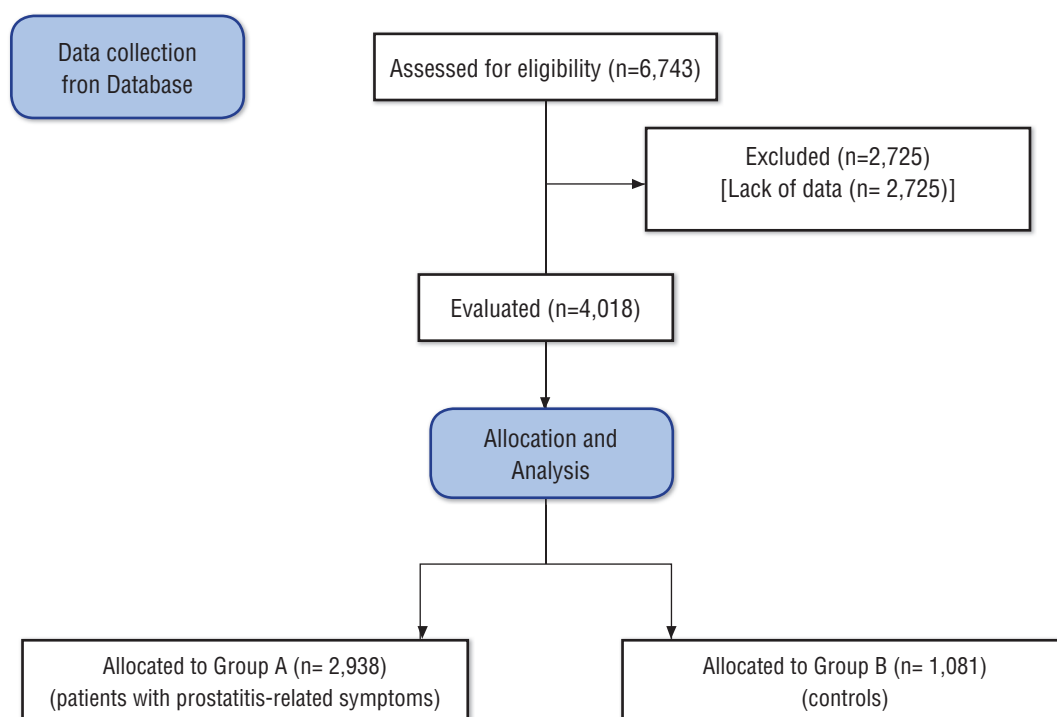 Data collection
fron Database
Assessed for eligibility (n=6,743)
Excluded (n=2,725)
[Lack of data (n= 2,725)]
Evaluated (n=4,018)
Allocation and
Analysis
Allocated to Group A (n= 2,938)
(patients with prostatitis-related symptoms)
Allocated to Group B (n= 1,081)
(controls)